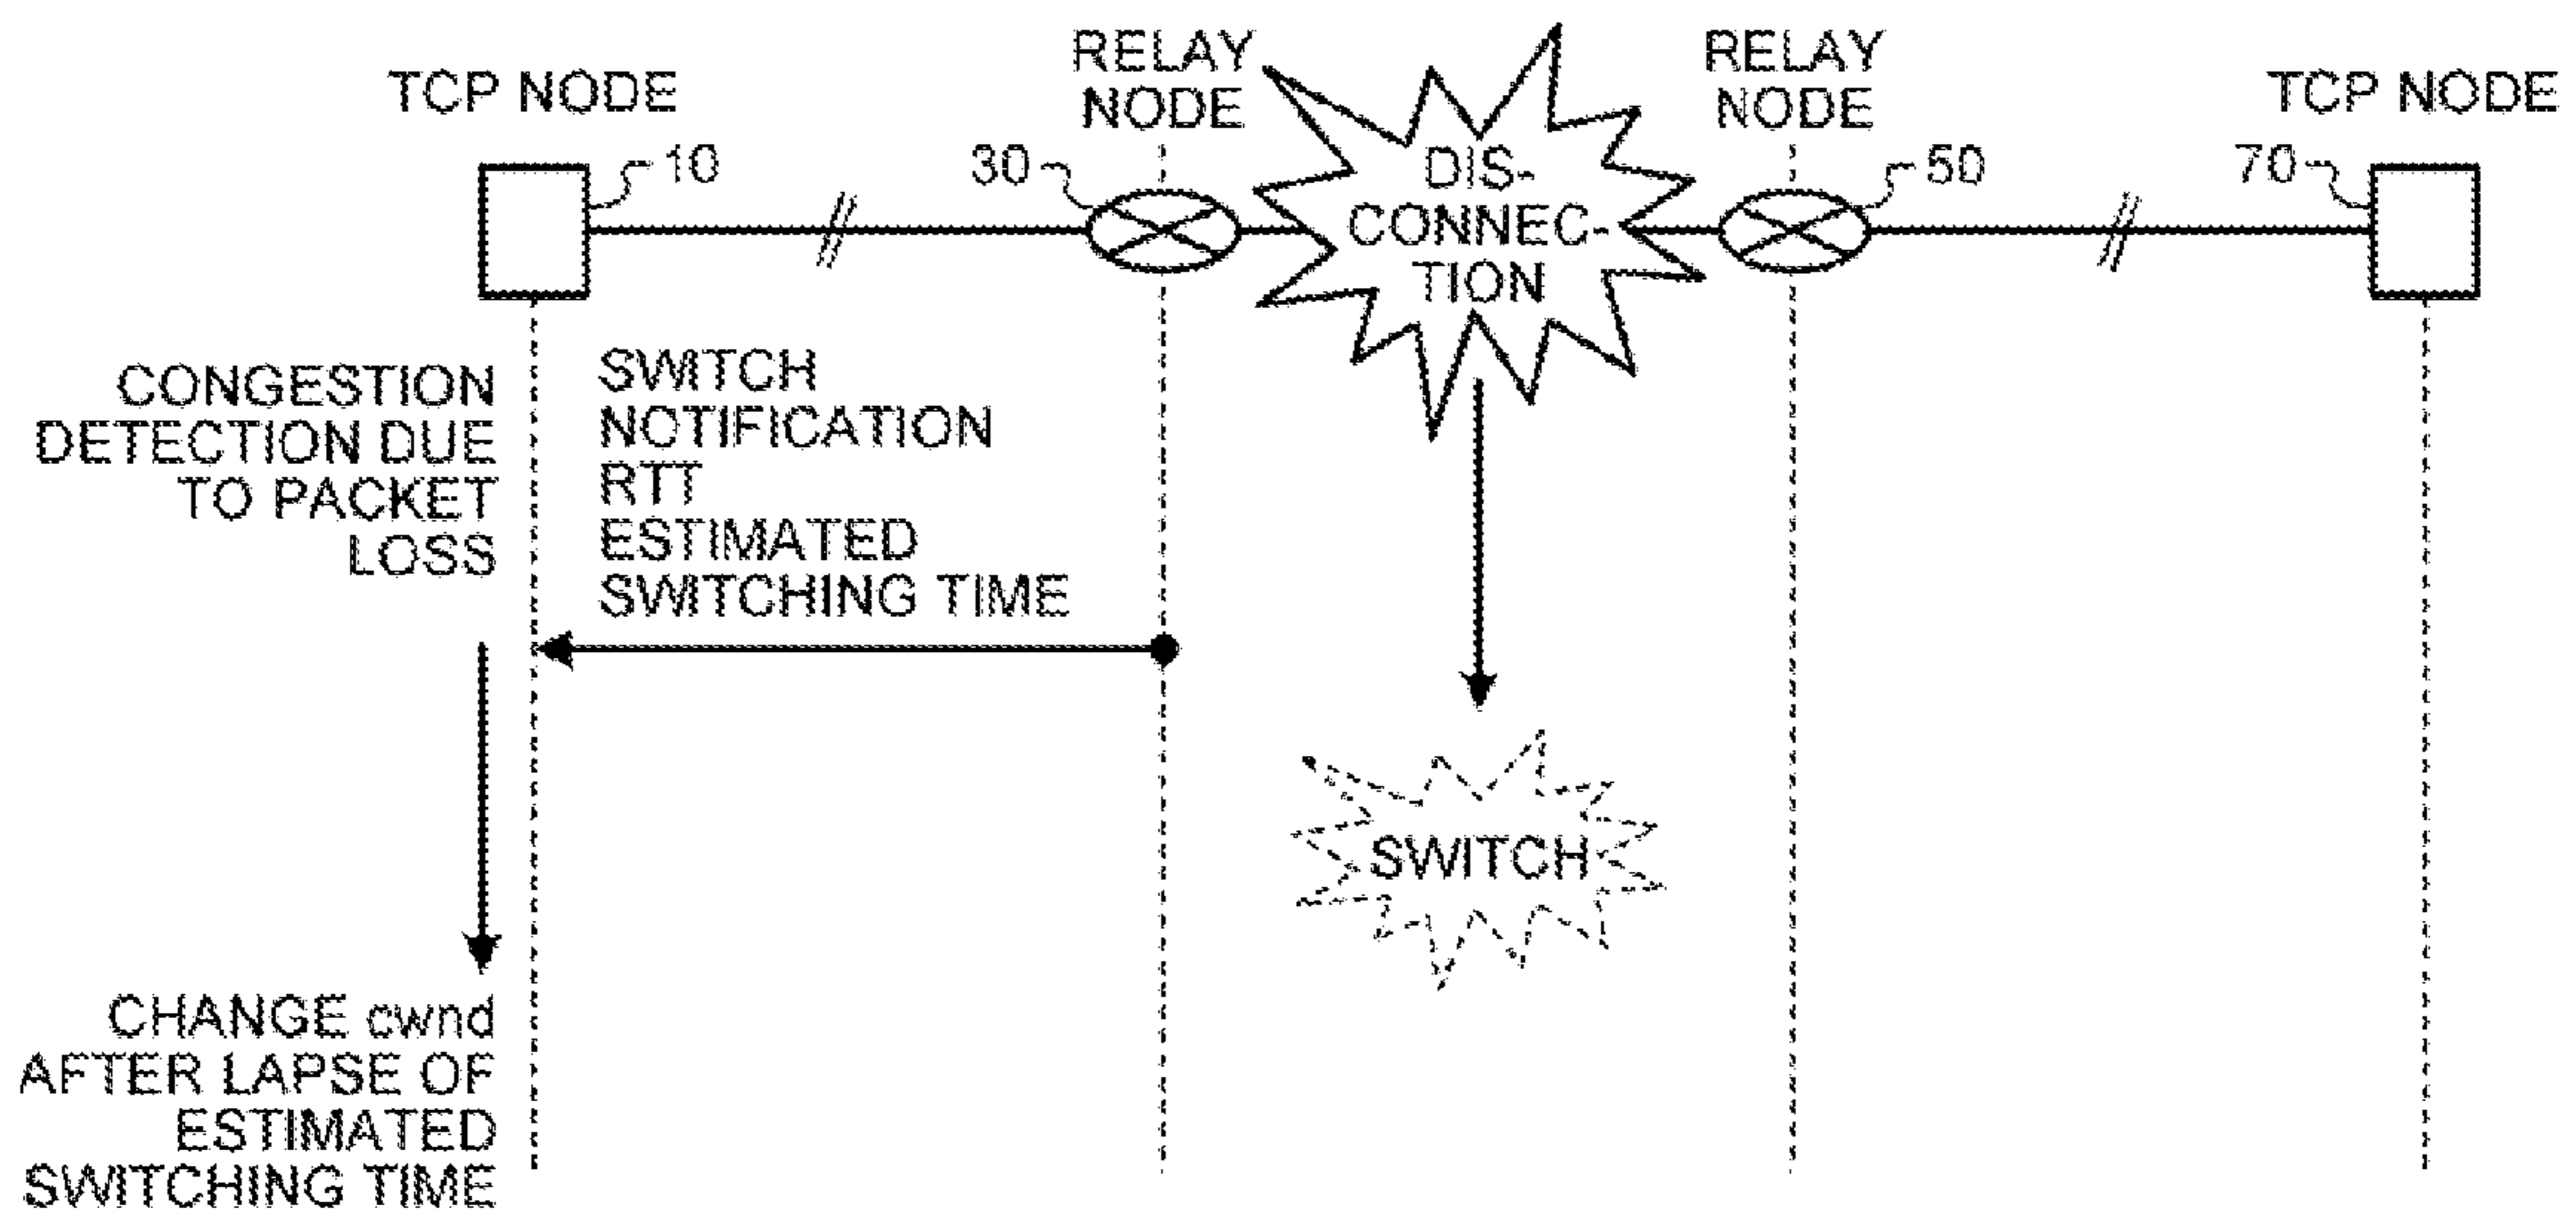 TCP NODE
RELAY
NODE
RELAY
NODE
TCP NODE
10
30
50
70
DIS-
CONNEC-
TION
CONGESTION
DETECTION DUE
TO PACKET
LOSS
SWITCH
NOTIFICATION
RTT
ESTIMATED
SWITCHING TIME
SWITCH
CHANGE cwnd
AFTER LAPSE OF
ESTIMATED
SWITCHING TIME